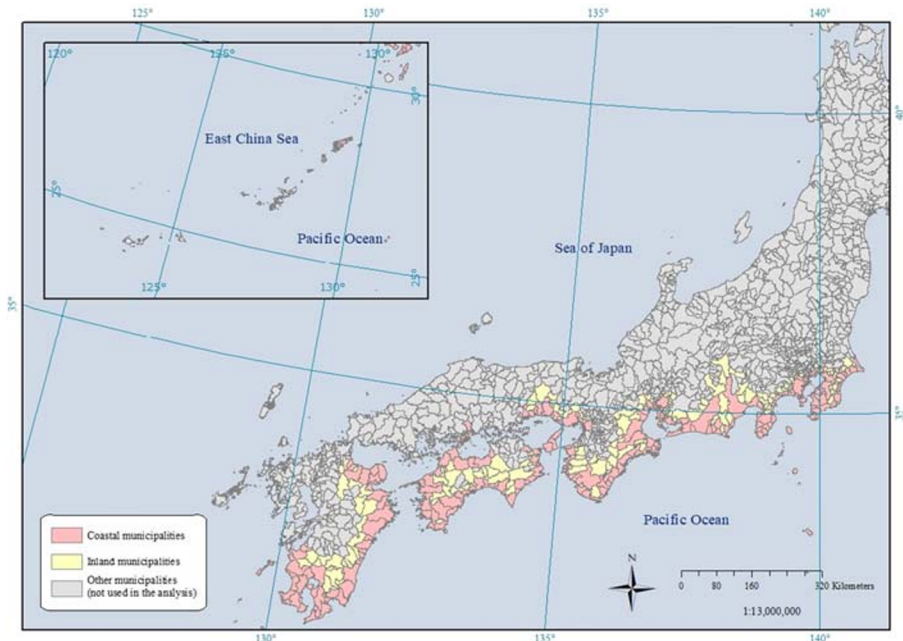 125°
130°
135°
140°
120°
125°
130°
30°
40°
East China Sea
25°
Pacific Ocean
Sea of Japan
125°
130°
25°
35°
35°
Coastal municipalities
Inland municipalities
Other municipalities
(not used in the analysis)
Pacific Ocean
N
0 80 160 320 Kilometers
1:13,000,000
130°
135°
140°